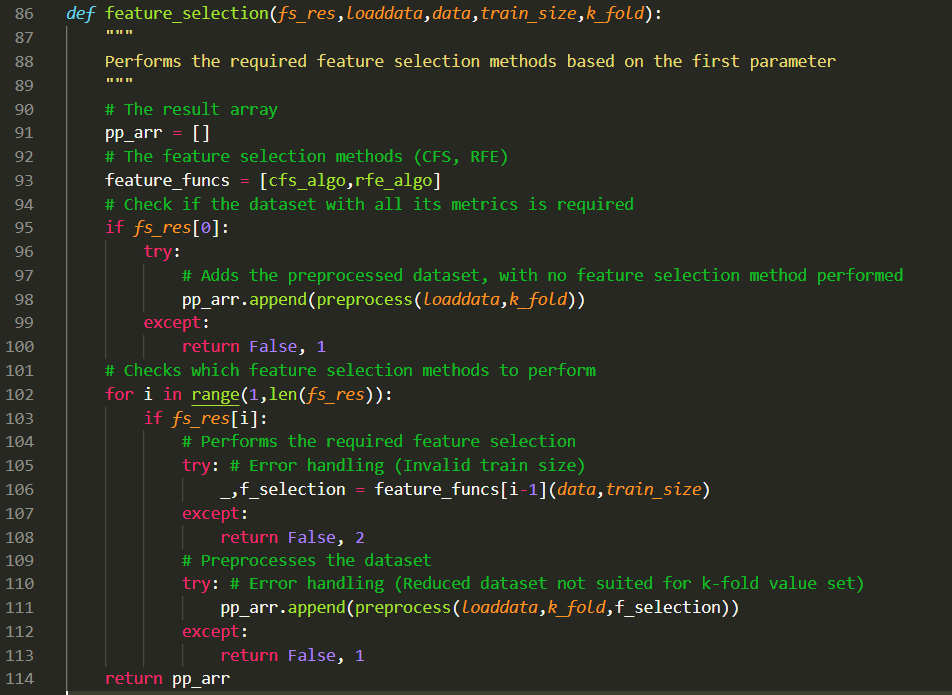 86 def feature_selection(fs_res,loaddata,data,train_size,k_fold):
87     """
88     Performs the required feature selection methods based on the first parameter
89     """
90     # The result array
91     pp_arr = []
92     # The feature selection methods (CFS, RFE)
93     feature_funcs = [cfs_algo,rfe_algo]
94     # Check if the dataset with all its metrics is required
95     if fs_res[0]:
96         try:
97             # Adds the preprocessed dataset, with no feature selection method performed
98             pp_arr.append(preprocess(loaddata,k_fold))
99         except:
100             return False, 1
101     # Checks which feature selection methods to perform
102     for i in range(1,len(fs_res)):
103         if fs_res[i]:
104             # Performs the required feature selection
105             try: # Error handling (Invalid train size)
106                 _,f_selection = feature_funcs[i-1](data,train_size)
107             except:
108                 return False, 2
109             # Preprocesses the dataset
110             try: # Error handling (Reduced dataset not suited for k-fold value set)
111                 pp_arr.append(preprocess(loaddata,k_fold,f_selection))
112             except:
113                 return False, 1
114     return pp_arr